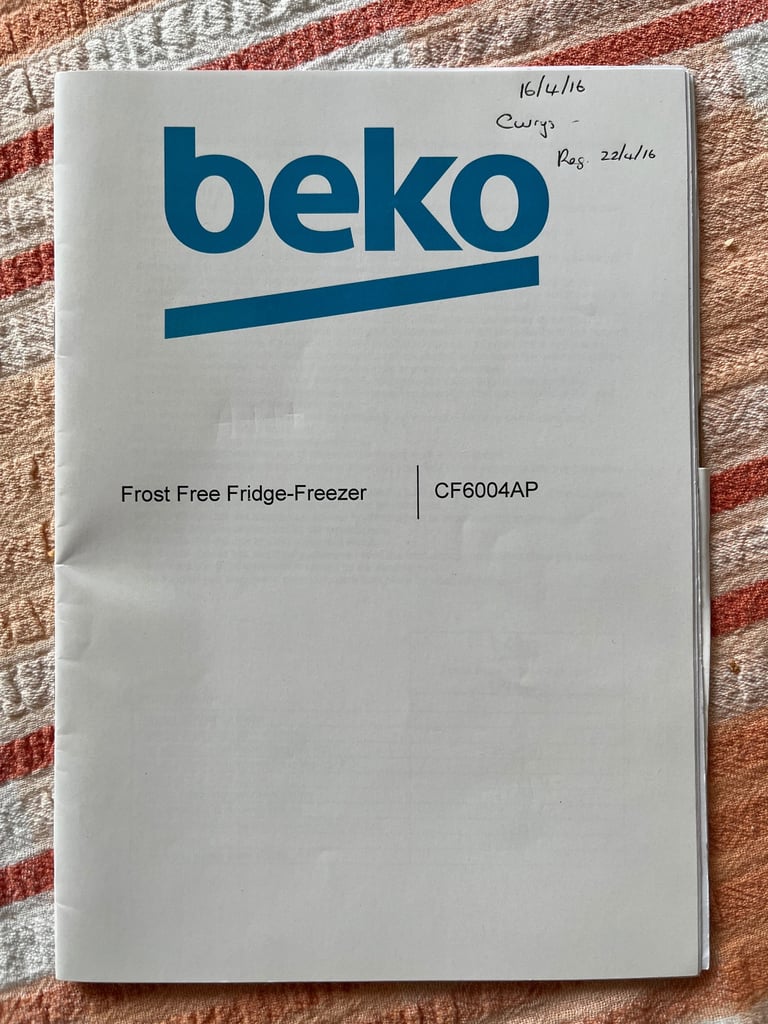 16/4/16
Currys -
Reg. 22/4/16
beko
Frost Free Fridge-Freezer | CF6004AP